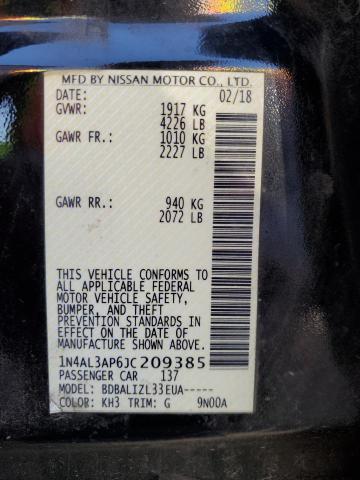 MFD BY NISSAN MOTOR CO., LTD.
DATE: 02/18
GVWR: 1917 KG
4226 LB
GAWR FR.: 1010 KG
2227 LB
GAWR RR.: 940 KG
2072 LB
THIS VEHICLE CONFORMS TO
ALL APPLICABLE FEDERAL
MOTOR VEHICLE SAFETY,
BUMPER, AND THEFT
PREVENTION STANDARDS IN
EFFECT ON THE DATE OF
MANUFACTURE SHOWN ABOVE.
1N4AL3AP6JC209385
PASSENGER CAR 137
MODEL: BDBALIZL33EUA-----
COLOR: KH3 TRIM: G 9N00A